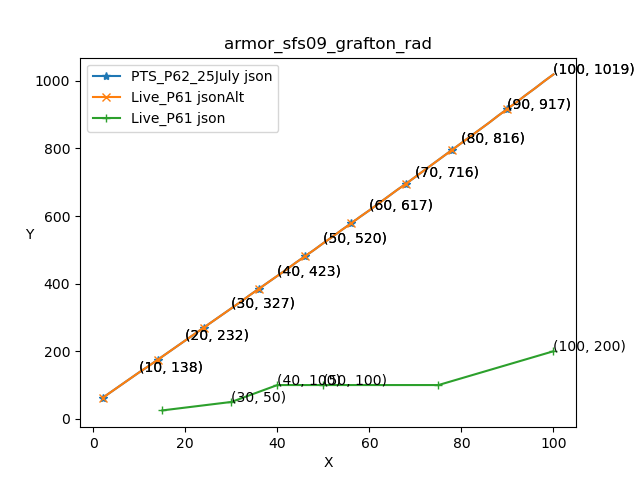 armor_sfs09_grafton_rad
PTS_P62_25July json
Live_P61 jsonAlt
Live_P61 json
(100, 1019)
(90, 917)
(80, 816)
(70, 716)
(60, 617)
(50, 520)
(40, 423)
(30, 327)
(20, 232)
(10, 138)
(100, 200)
(40, 100)
(50, 100)
(30, 50)
Y
1000
800
600
400
200
0
0 20 40 60 80 100
X